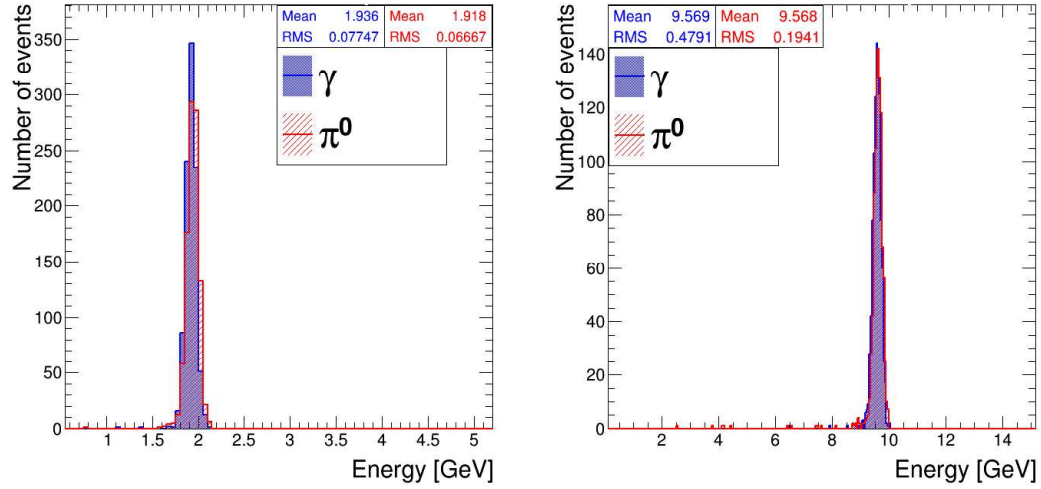 Number of events
Mean 1.936 Mean 1.918
RMS 0.07747 RMS 0.06667
γ
π⁰
350
300
250
200
150
100
50
0
1 1.5 2 2.5 3 3.5 4 4.5 5
Energy [GeV]
Number of events
Mean 9.569 Mean 9.568
RMS 0.4791 RMS 0.1941
γ
π⁰
140
120
100
80
60
40
20
0
2 4 6 8 10 12 14
Energy [GeV]